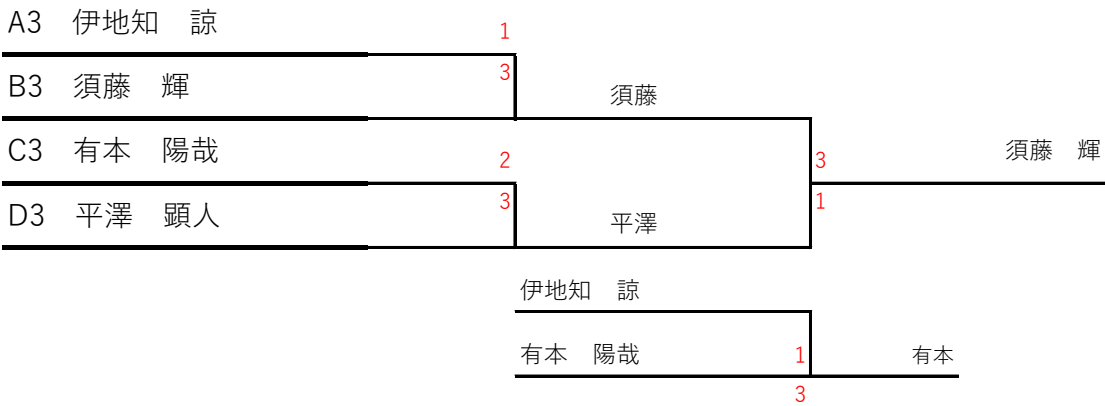 A3　伊地知　諒
1
3
B3　須藤　輝
須藤
C3　有本　陽哉
2
3
須藤　輝
3
1
D3　平澤　顕人
平澤
伊地知　諒
有本　陽哉
1
有本
3